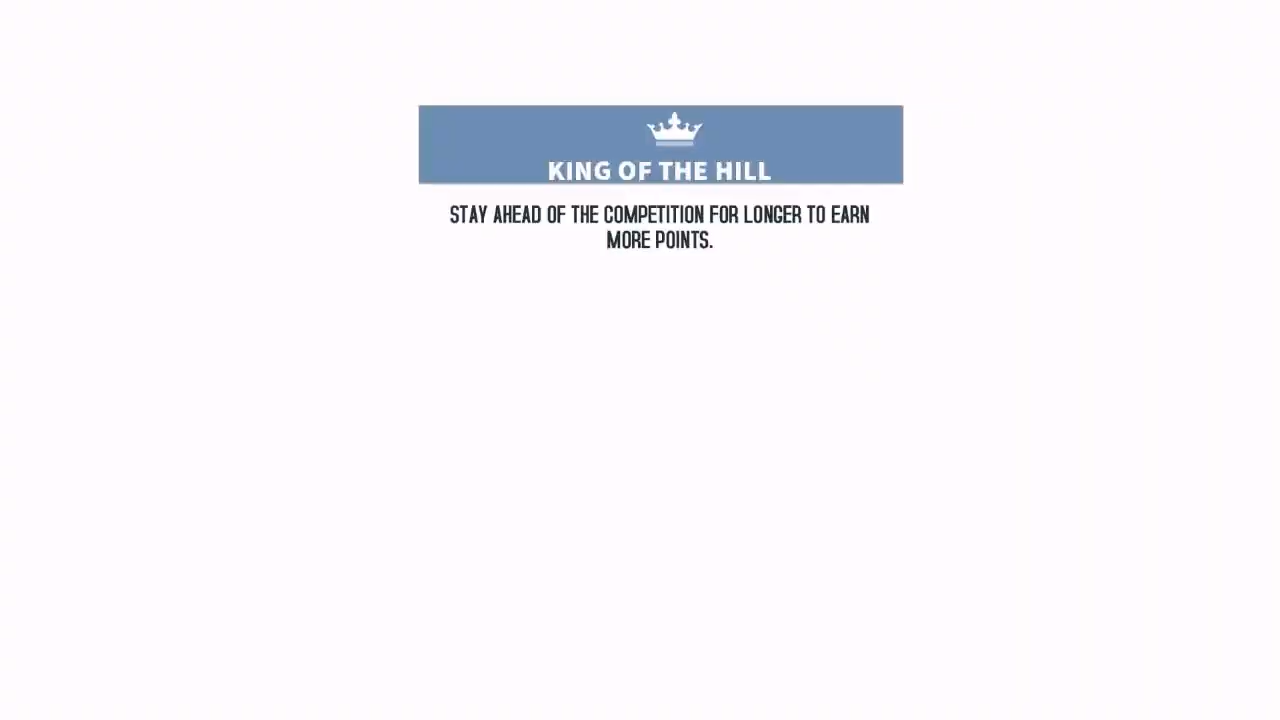 KING OF THE HILL
STAY AHEAD OF THE COMPETITION FOR LONGER TO EARN
MORE POINTS.